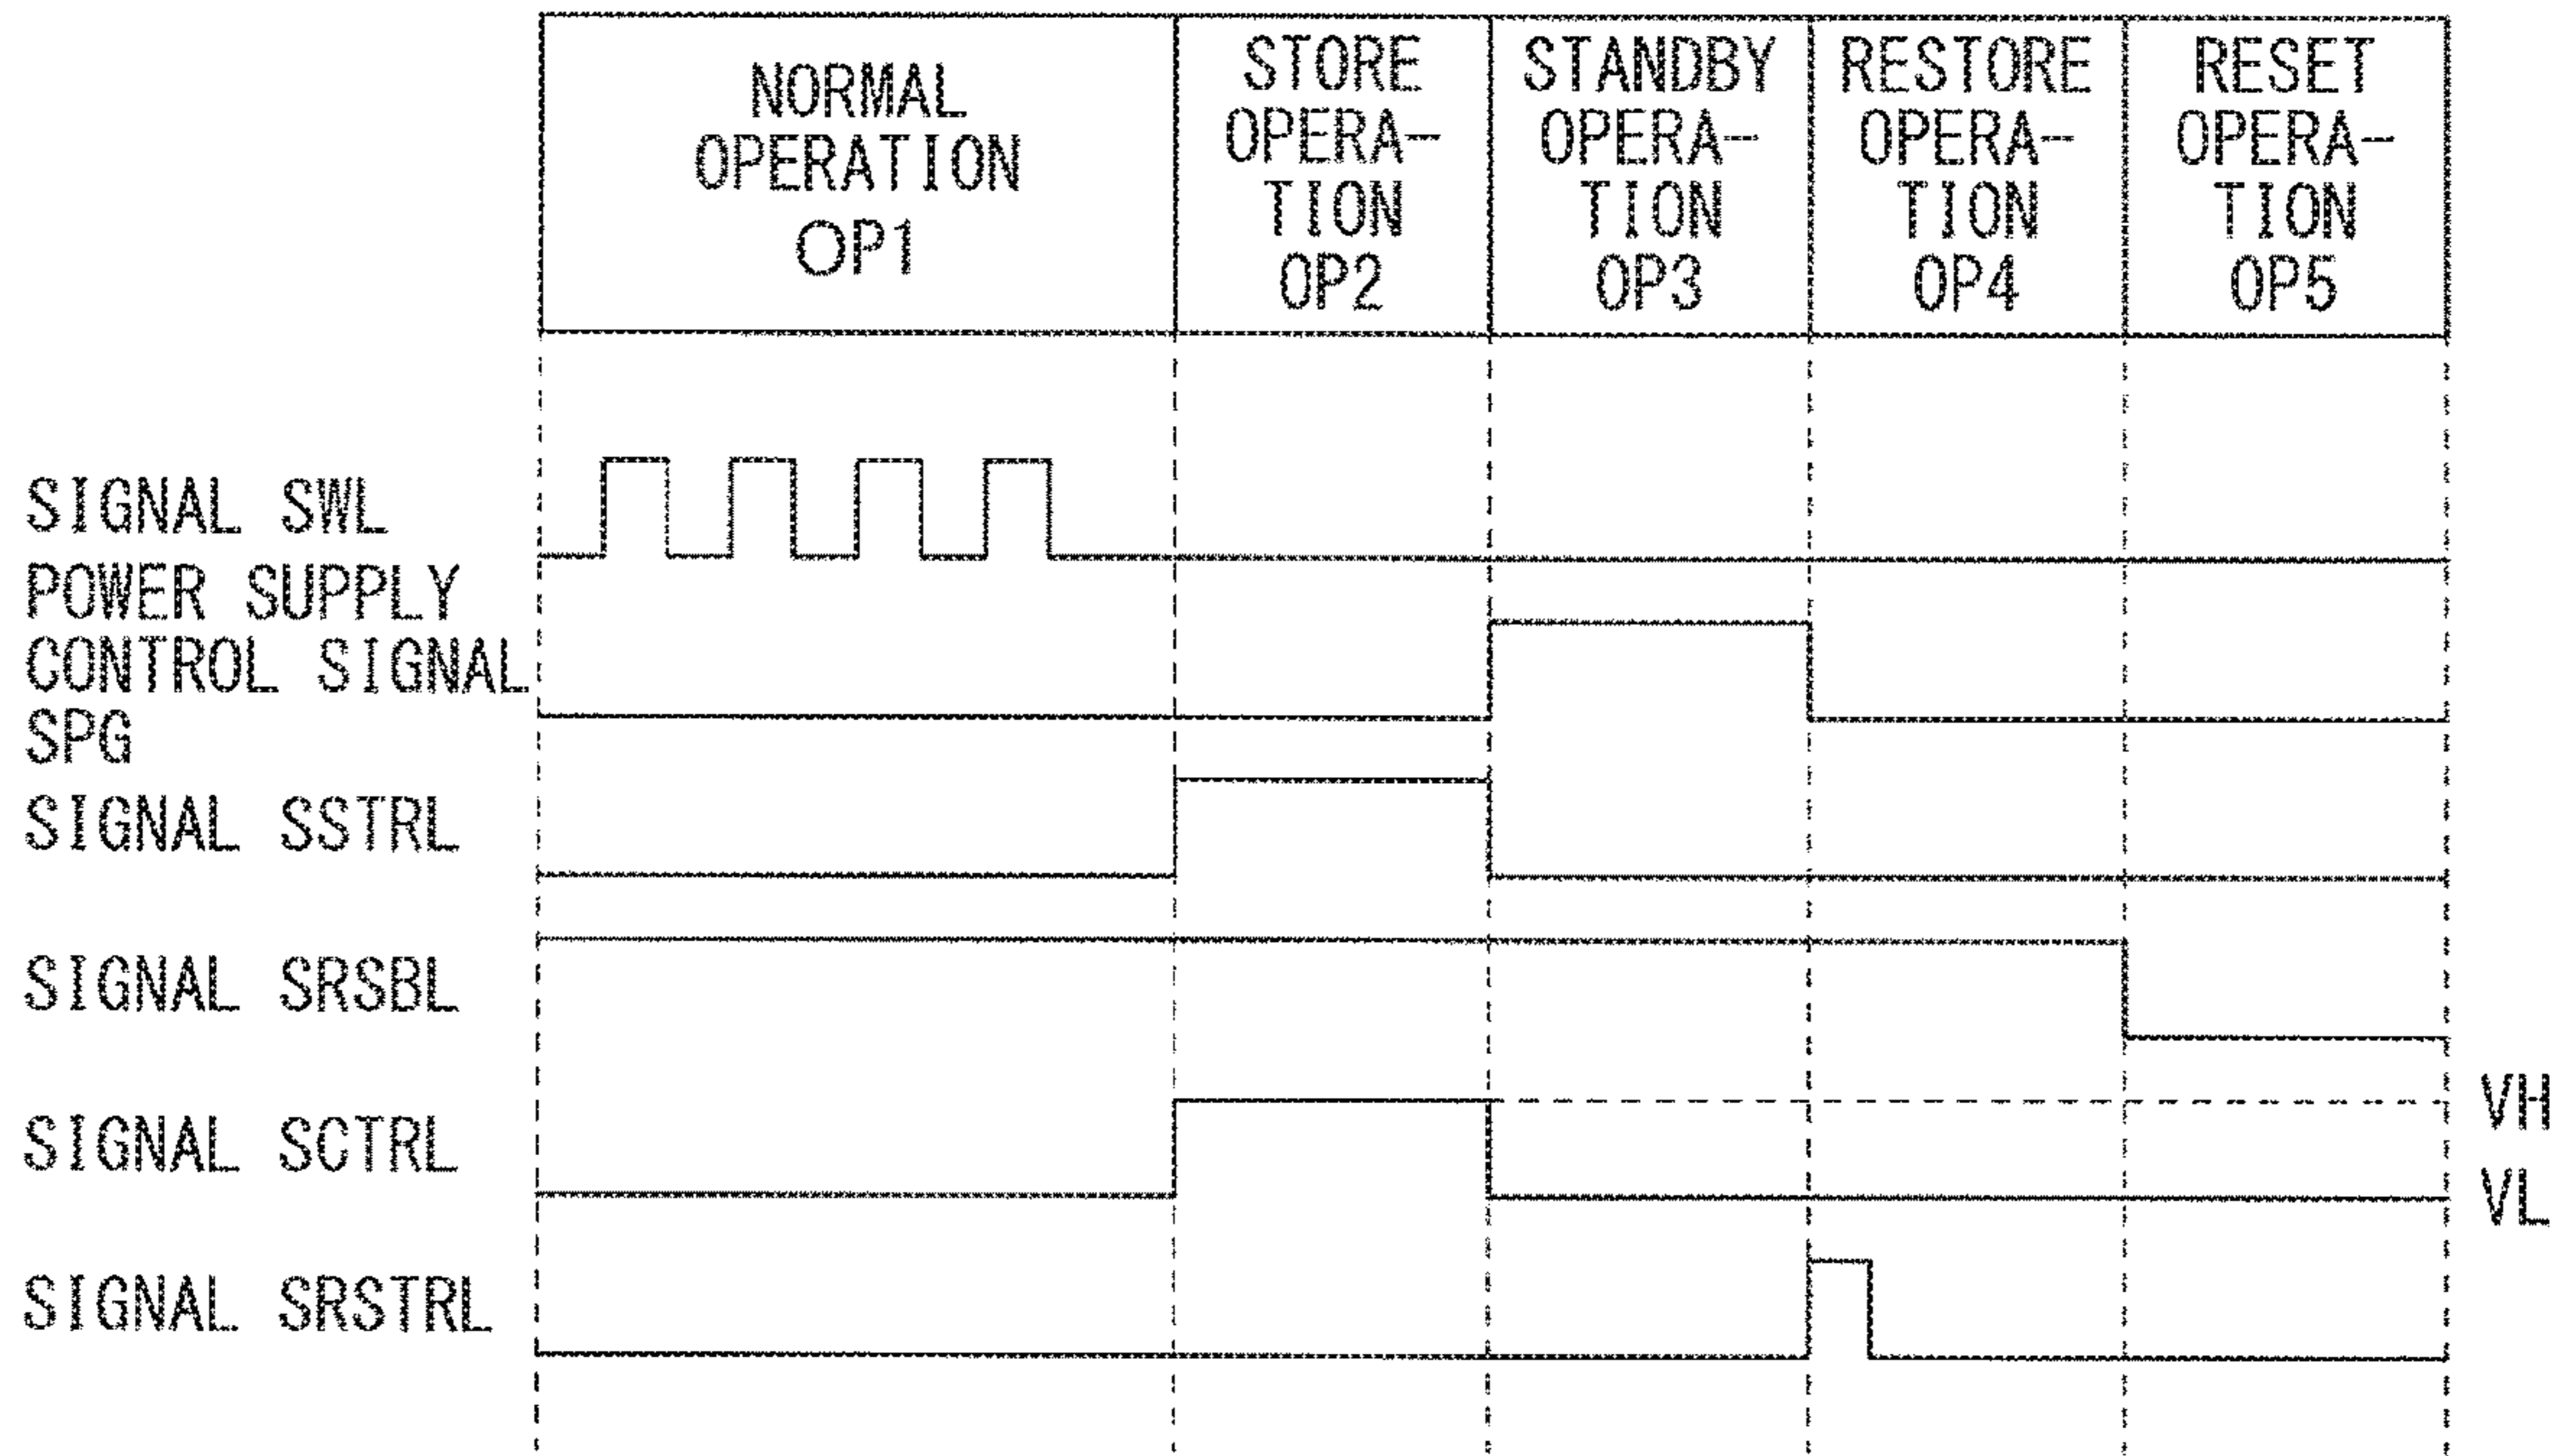 NORMAL
OPERATION
OP1
STORE
OPERA-
TION
OP2
STANDBY
OPERA-
TION
OP3
RESTORE
OPERA-
TION
OP4
RESET
OPERA-
TION
OP5
SIGNAL SWL
POWER SUPPLY
CONTROL SIGNAL
SPG
SIGNAL SSTRL
SIGNAL SRSBL
SIGNAL SCTRL
VH
VL
SIGNAL SRSTRL